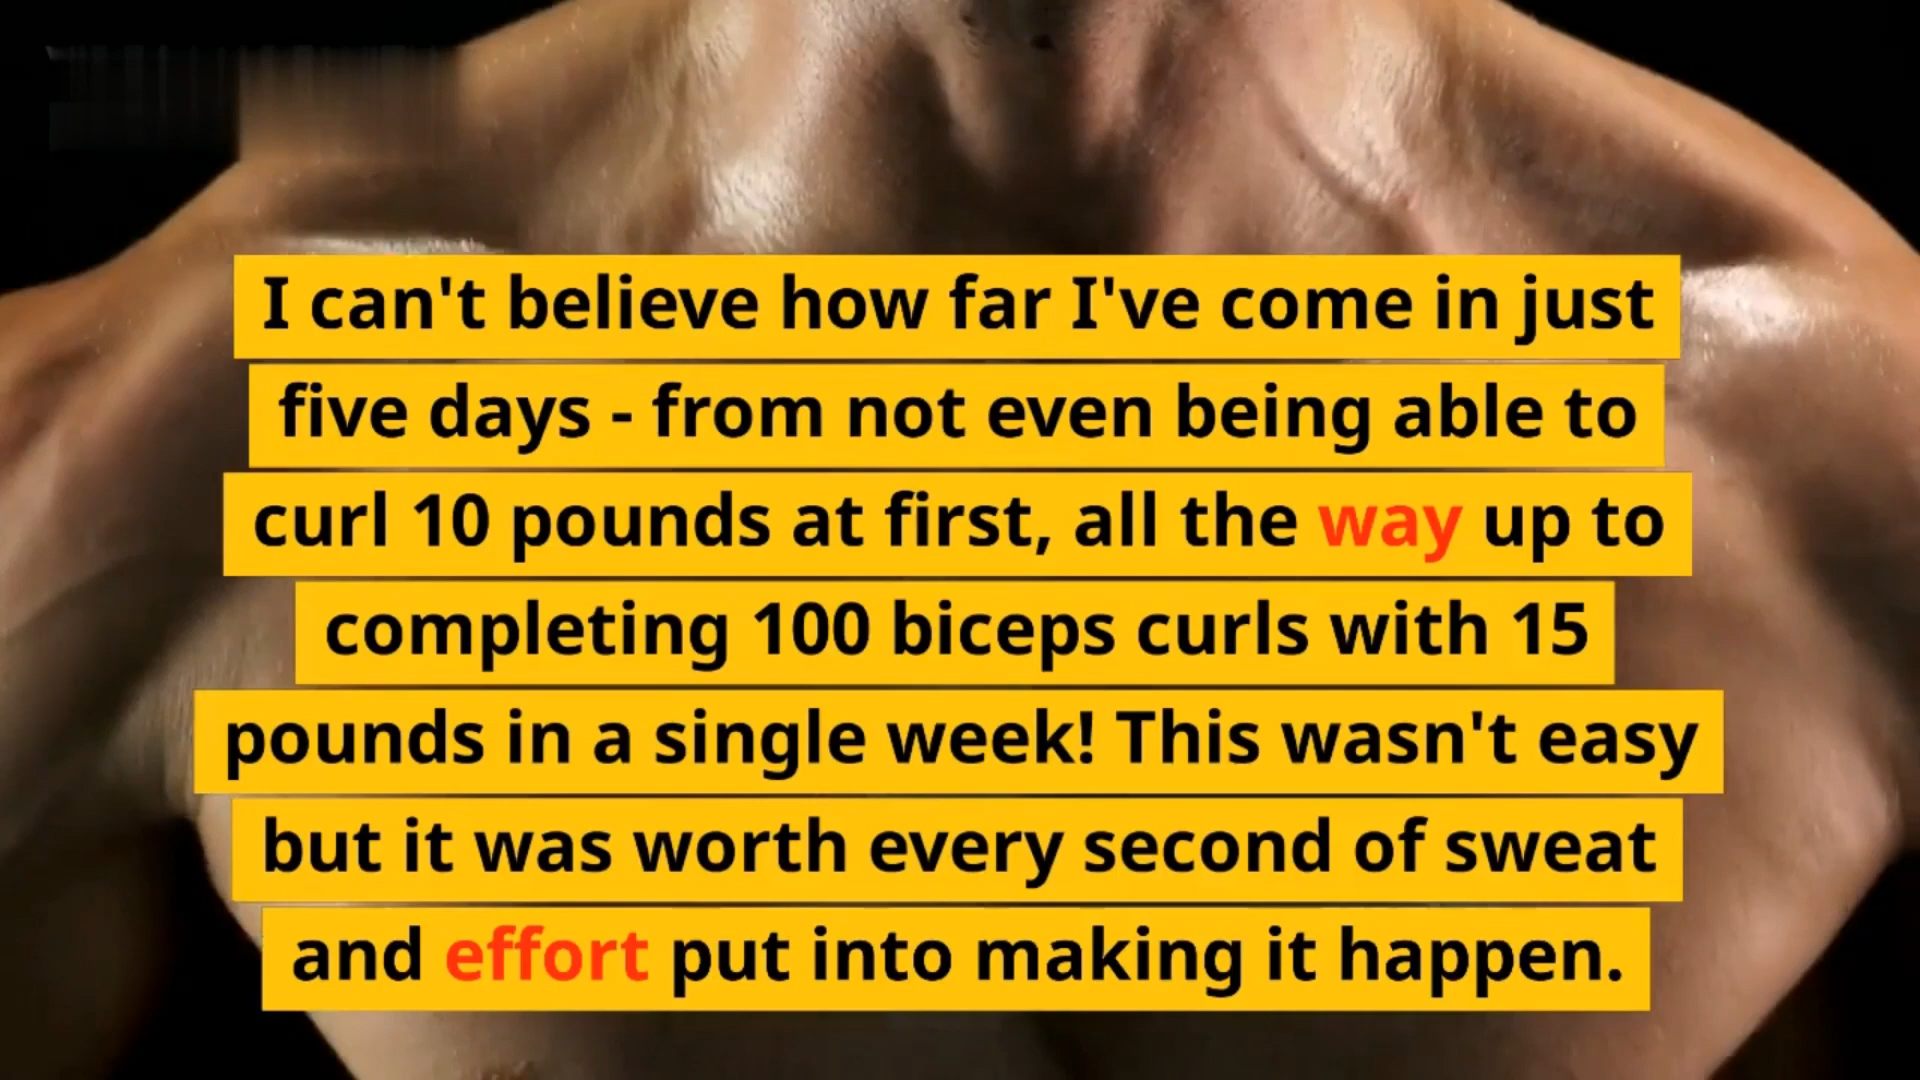 I can't believe how far I've come in just
five days - from not even being able to
curl 10 pounds at first, all the way up to
completing 100 biceps curls with 15
pounds in a single week! This wasn't easy
but it was worth every second of sweat
and effort put into making it happen.